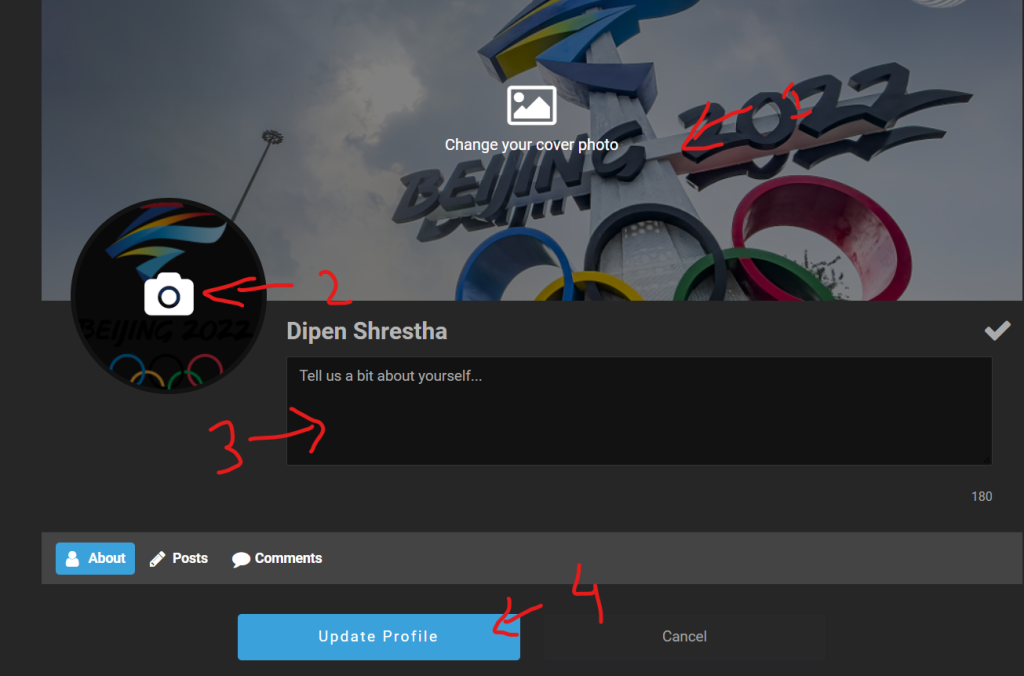 BEIJING 2022
1
Change your cover photo
2
BEIJING 2022
Dipen Shrestha
Tell us a bit about yourself...
3
180
About Posts Comments
4
Update Profile Cancel